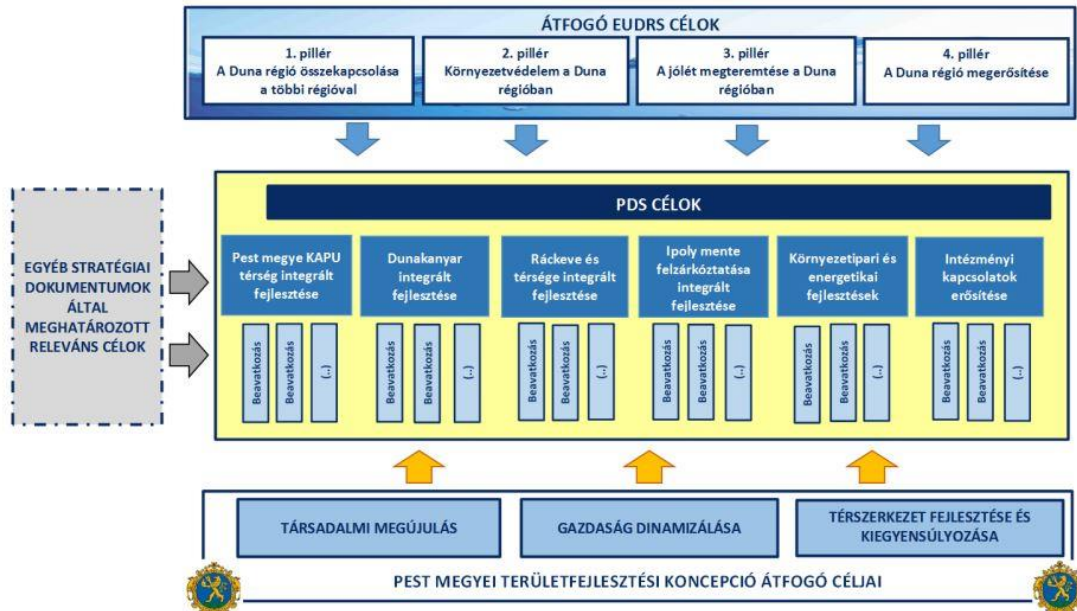 ÁTFOGÓ EUDRS CÉLOK
1. pillér
A Duna régió összekapcsolása
a többi régióval
2. pillér
Környezetvédelem a Duna
régióban
3. pillér
A jólét megteremtése a Duna
régióban
4. pillér
A Duna régió megerősítése
EGYÉB STRATÉGIAI
DOKUMENTUMOK
ÁLTAL
MEGHATÁROZOTT
RELEVÁNS CÉLOK
PDS CÉLOK
Pest megye KAPU
térség integrált
fejlesztése
Dunakanyar
integrált
fejlesztése
Ráckeve és
térsége integrált
fejlesztése
Ipoly mente
felzárkóztatása
integrált
fejlesztése
Környezetipari és
energetikai
fejlesztések
Intézményi
kapcsolatok
erősítése
Beavatkozás
Beavatkozás
(..)
Beavatkozás
Beavatkozás
(..)
Beavatkozás
Beavatkozás
(..)
Beavatkozás
Beavatkozás
(..)
Beavatkozás
Beavatkozás
(..)
Beavatkozás
Beavatkozás
(..)
TÁRSADALMI MEGÚJULÁS
GAZDASÁG DINAMIZÁLÁSA
TÉRSZERKEZET FEJLESZTÉSE ÉS
KIEGYENSÚLYOZÁSA
PEST MEGYEI TERÜLETFEJLESZTÉSI KONCEPCIÓ ÁTFOGÓ CÉLJAI